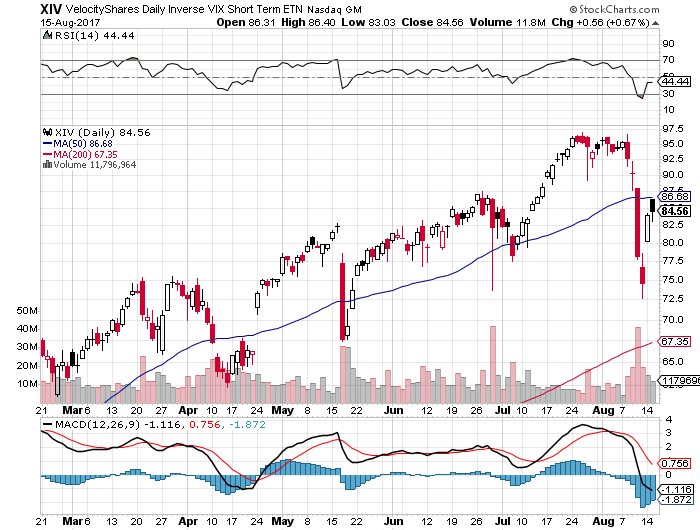 XIV VelocityShares Daily Inverse VIX Short Term ETN Nasdaq GM © StockCharts.com
15-Aug-2017 Open 86.31 High 86.40 Low 83.03 Close 84.56 Volume 11.8M Chg +0.56 (+0.67%)
RSI(14) 44.44
90
70
50
44.44
30
10
XIV (Daily) 84.56
MA(50) 86.68
MA(200) 67.35
Volume 11,796,964
97.5
95.0
92.5
90.0
87.5
86.68
84.56
82.5
80.0
77.5
75.0
72.5
70.0
67.35
65.0
11796964
50M
40M
30M
20M
10M
21 Mar 6 13 20 27 Apr 10 17 24 May 8 15 22 Jun 12 19 26 Jul 10 17 24 Aug 7 14
MACD(12,26,9) -1.116, 0.756, -1.872
4
3
2
0.756
-1.116
-1.872
21 Mar 6 13 20 27 Apr 10 17 24 May 8 15 22 Jun 12 19 26 Jul 10 17 24 Aug 7 14